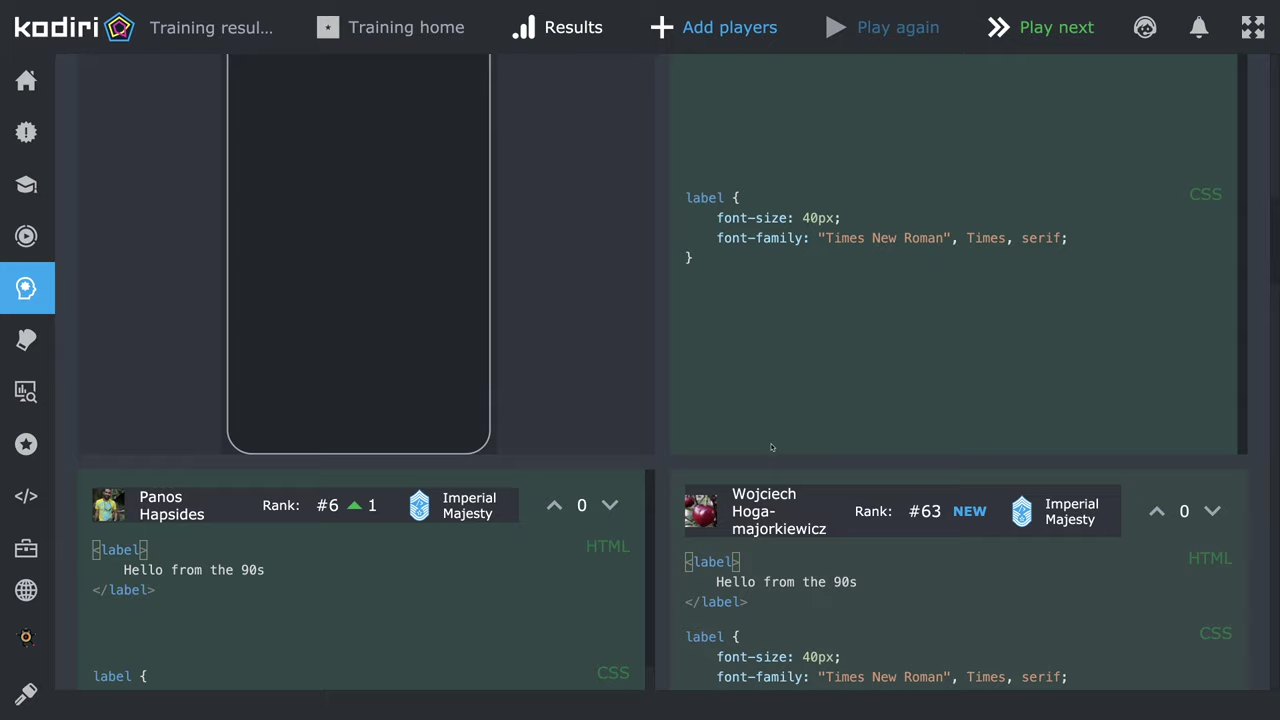 kodiri
Training resul...
Training home
Results
Add players
Play again
Play next
CSS
label {
font-size: 40px;
font-family: "Times New Roman", Times, serif;
}
Panos
Hapsides
Rank: #6 1
Imperial
Majesty
0
<label>
HTML
Hello from the 90s
</label>
label {
CSS
Wojciech
Hoga-
majorkiewicz
Rank: #63 NEW
Imperial
Majesty
0
<label>
HTML
Hello from the 90s
</label>
label {
CSS
font-size: 40px;
font-family: "Times New Roman", Times, serif;